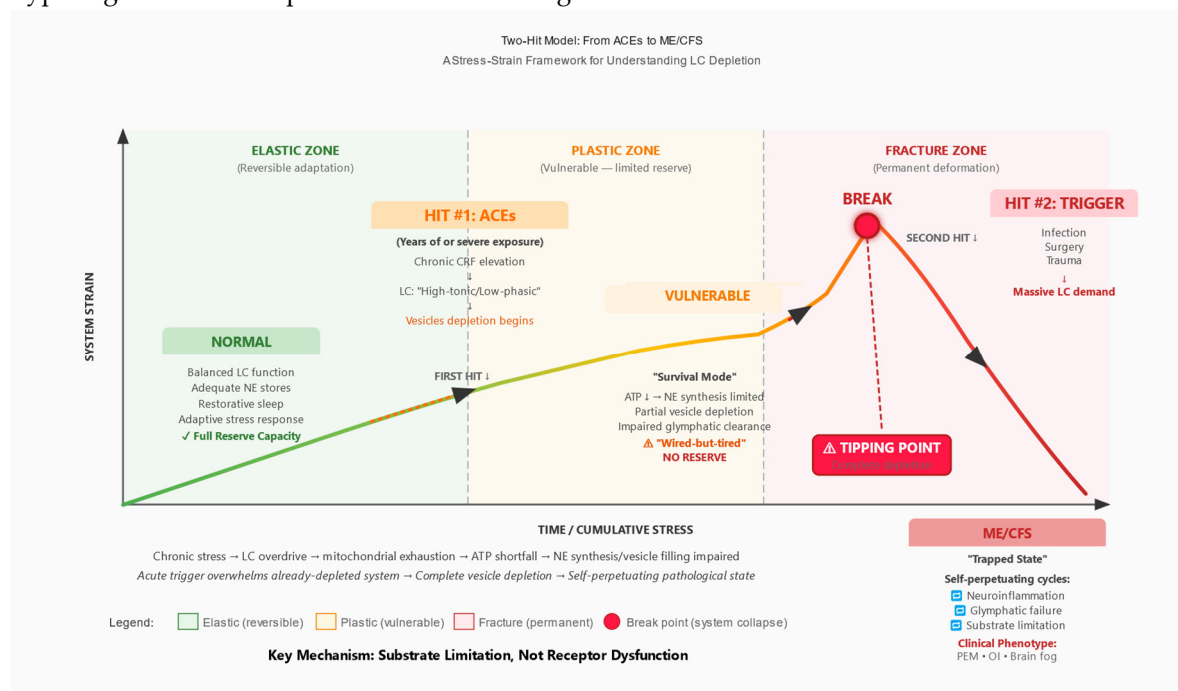 Two-Hit Model: From ACEs to ME/CFS
A Stress-Strain Framework for Understanding LC Depletion
ELASTIC ZONE
(Reversible adaptation)
PLASTIC ZONE
(Vulnerable — limited reserve)
FRACTURE ZONE
(Permanent deformation)
HIT #1: ACEs
(Years of or severe exposure)
Chronic CRF elevation
↓
LC: "High-tonic/Low-phasic"
↓
Vesicles depletion begins
BREAK
SECOND HIT ↓
HIT #2: TRIGGER
Infection
Surgery
Trauma
↓
Massive LC demand
SYSTEM STRAIN
NORMAL
Balanced LC function
Adequate NE stores
Restorative sleep
Adaptive stress response
✓ Full Reserve Capacity
FIRST HIT ↓
VULNERABLE
"Survival Mode"
ATP ↓ → NE synthesis limited
Partial vesicle depletion
Impaired glymphatic clearance
⚠ "Wired-but-tired"
NO RESERVE
⚠ TIPPING POINT
Complete depletion
TIME / CUMULATIVE STRESS
Chronic stress → LC overdrive → mitochondrial exhaustion → ATP shortfall → NE synthesis/vesicle filling impaired
Acute trigger overwhelms already-depleted system → Complete vesicle depletion → Self-perpetuating pathological state
ME/CFS
"Trapped State"
Self-perpetuating cycles:
🔁 Neuroinflammation
🔁 Glymphatic failure
🔁 Substrate limitation
Clinical Phenotype:
PEM • OI • Brain fog
Legend:
Elastic (reversible)
Plastic (vulnerable)
Fracture (permanent)
Break point (system collapse)
Key Mechanism: Substrate Limitation, Not Receptor Dysfunction